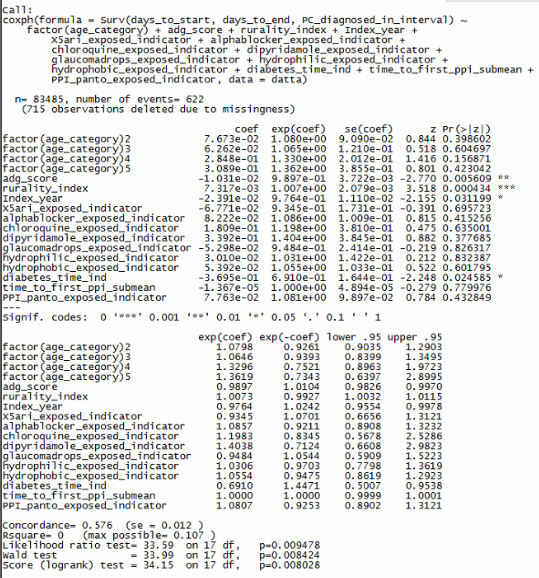 Call:
coxph(formula = Surv(days_to_start, days_to_end, PC_diagnosed_in_interval) ~
factor(age_category) + adg_score + rurality_index + Index_year +
X5ari_exposed_indicator + alphablocker_exposed_indicator +
chloroquine_exposed_indicator + dipyridamole_exposed_indicator +
glaucomadrops_exposed_indicator + hydrophilic_exposed_indicator +
hydrophobic_exposed_indicator + diabetes_time_ind + time_to_first_ppi_submean +
PPI_panto_exposed_indicator, data = datta)
n= 83485, number of events= 622
(715 observations deleted due to missingness)
coef exp(coef) se(coef) z Pr(>|z|)
factor(age_category)2 7.673e-02 1.080e+00 9.090e-02 0.844 0.398602
factor(age_category)3 6.262e-02 1.065e+00 1.210e-01 0.518 0.604697
factor(age_category)4 2.848e-01 1.330e+00 2.012e-01 1.416 0.156871
factor(age_category)5 3.089e-01 1.362e+00 3.855e-01 0.801 0.423042
adg_score -1.031e-02 9.897e-01 3.722e-03 -2.770 0.005609 **
rurality_index 7.317e-03 1.007e+00 2.079e-03 3.518 0.000434 ***
Index_year -2.391e-02 9.764e-01 1.110e-02 -2.155 0.031199 *
X5ari_exposed_indicator -6.771e-02 9.345e-01 1.731e-01 -0.391 0.695723
alphablocker_exposed_indicator 8.222e-02 1.086e+00 1.009e-01 0.815 0.415256
chloroquine_exposed_indicator 1.809e-01 1.198e+00 3.810e-01 0.475 0.635001
dipyridamole_exposed_indicator 3.392e-01 1.404e+00 3.845e-01 0.882 0.377685
glaucomadrops_exposed_indicator -5.298e-02 9.484e-01 2.414e-01 -0.219 0.826317
hydrophilic_exposed_indicator 3.010e-02 1.031e+00 1.422e-01 0.212 0.832387
hydrophobic_exposed_indicator 5.392e-02 1.055e+00 1.033e-01 0.522 0.601795
diabetes_time_ind -3.695e-01 6.910e-01 1.644e-01 -2.248 0.024585 *
time_to_first_ppi_submean -1.367e-05 1.000e+00 4.894e-05 -0.279 0.779976
PPI_panto_exposed_indicator 7.763e-02 1.081e+00 9.897e-02 0.784 0.432849
---
Signif. codes: 0 ‘***’ 0.001 ‘**’ 0.01 ‘*’ 0.05 ‘.’ 0.1 ‘ ’ 1
exp(coef) exp(-coef) lower .95 upper .95
factor(age_category)2 1.0798 0.9261 0.9035 1.2903
factor(age_category)3 1.0646 0.9393 0.8399 1.3495
factor(age_category)4 1.3296 0.7521 0.8963 1.9723
factor(age_category)5 1.3619 0.7343 0.6397 2.8995
adg_score 0.9897 1.0104 0.9826 0.9970
rurality_index 1.0073 0.9927 1.0032 1.0115
Index_year 0.9764 1.0242 0.9554 0.9978
X5ari_exposed_indicator 0.9345 1.0701 0.6656 1.3121
alphablocker_exposed_indicator 1.0857 0.9211 0.8908 1.3232
chloroquine_exposed_indicator 1.1983 0.8345 0.5678 2.5286
dipyridamole_exposed_indicator 1.4038 0.7124 0.6608 2.9823
glaucomadrops_exposed_indicator 0.9484 1.0544 0.5909 1.5223
hydrophilic_exposed_indicator 1.0306 0.9703 0.7798 1.3619
hydrophobic_exposed_indicator 1.0554 0.9475 0.8619 1.2923
diabetes_time_ind 0.6910 1.4471 0.5007 0.9538
time_to_first_ppi_submean 1.0000 1.0000 0.9999 1.0001
PPI_panto_exposed_indicator 1.0807 0.9253 0.8902 1.3121
Concordance= 0.576 (se = 0.012 )
Rsquare= 0 (max possible= 0.107 )
Likelihood ratio test= 33.59 on 17 df, p=0.009478
Wald test = 33.99 on 17 df, p=0.008424
Score (logrank) test = 34.15 on 17 df, p=0.008028